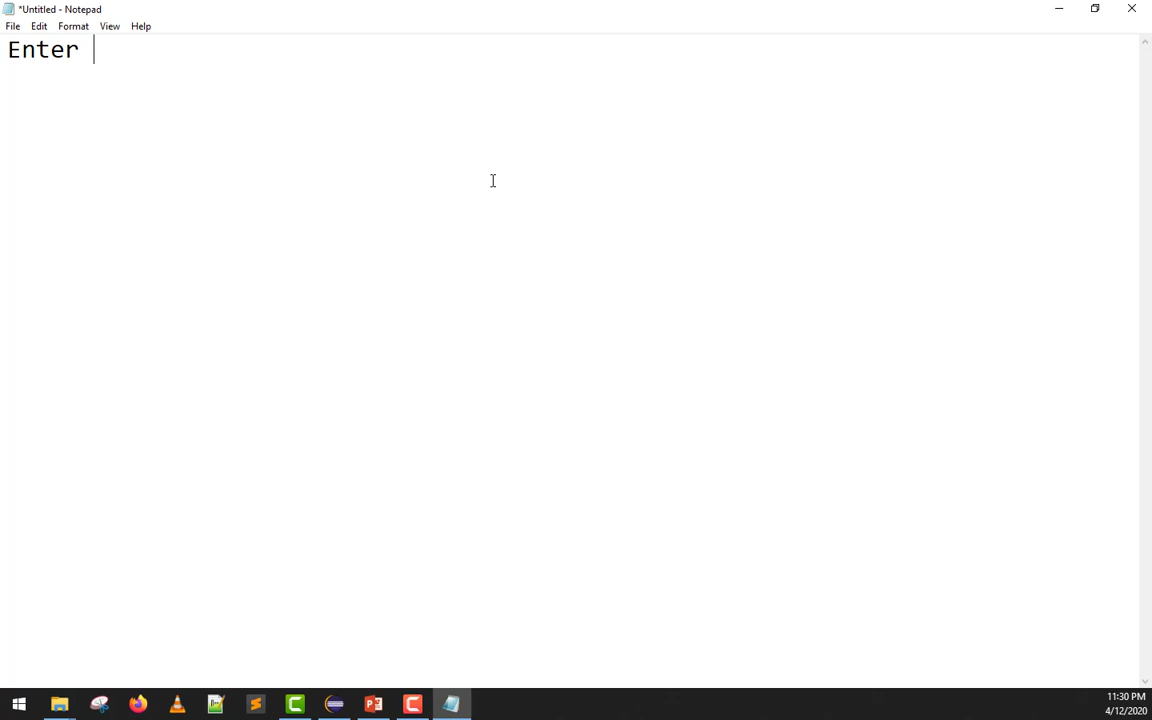 *Untitled - Notepad
File Edit Format View Help
Enter
11:30 PM
4/12/2020